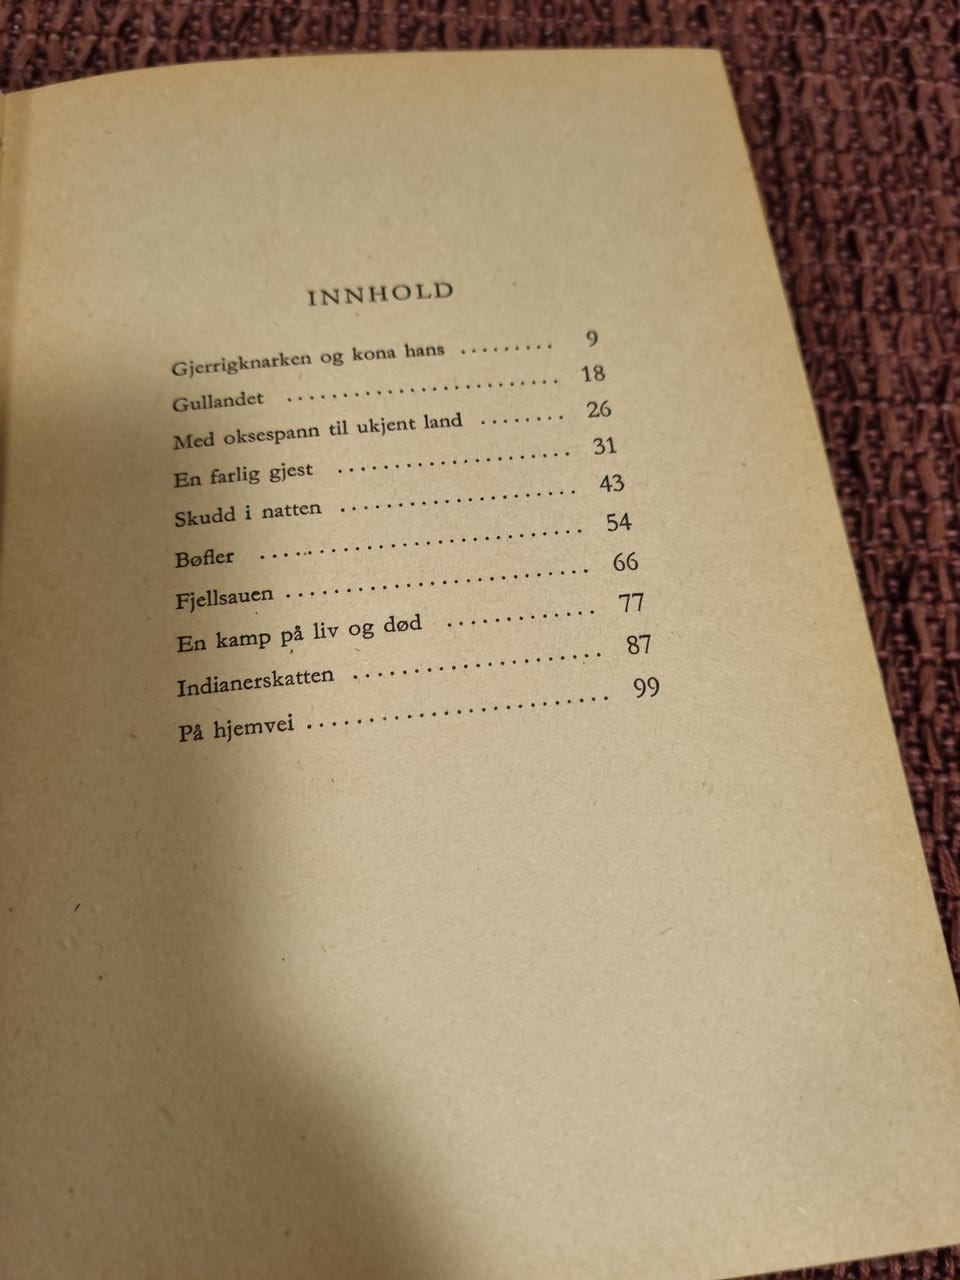 INNHOLD
Gjerrigknarken og kona hans ......... 9
Gullandet ........................ 18
Med oksespann til ukjent land ........ 26
En farlig gjest .................... 31
Skudd i natten .................... 43
Bøfler ............................ 54
Fjellsauen .......................... 66
En kamp på liv og død ............. 77
Indianerskatten .................... 87
På hjemvei ........................ 99